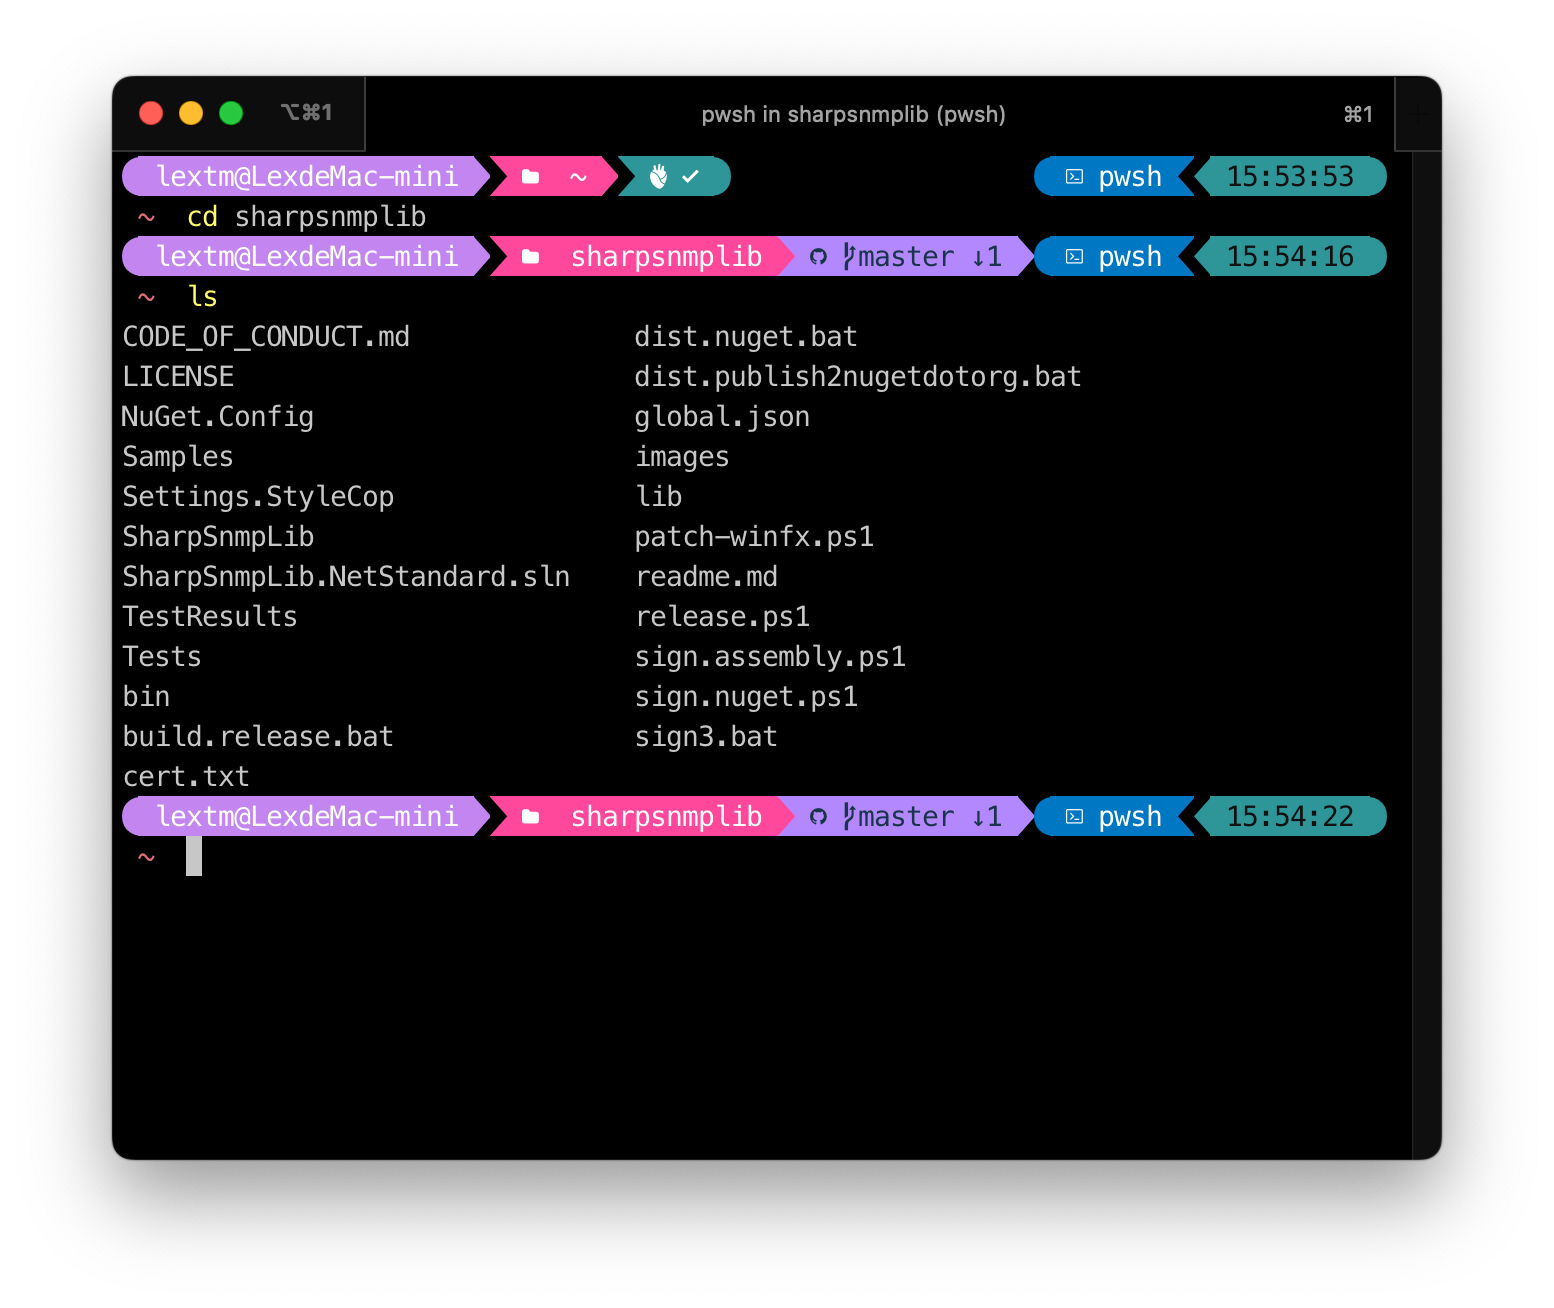 ⌥⌘1 pwsh in sharpsnmplib (pwsh) ⌘1
lextm@LexdeMac-mini ~ ✓ pwsh 15:53:53
~ cd sharpsnmplib
lextm@LexdeMac-mini sharpsnmplib master ↓1 pwsh 15:54:16
~ ls
CODE_OF_CONDUCT.md dist.nuget.bat
LICENSE dist.publish2nugetdotorg.bat
NuGet.Config global.json
Samples images
Settings.StyleCop lib
SharpSnmpLib patch-winfx.ps1
SharpSnmpLib.NetStandard.sln readme.md
TestResults release.ps1
Tests sign.assembly.ps1
bin sign.nuget.ps1
build.release.bat sign3.bat
cert.txt
lextm@LexdeMac-mini sharpsnmplib master ↓1 pwsh 15:54:22
~